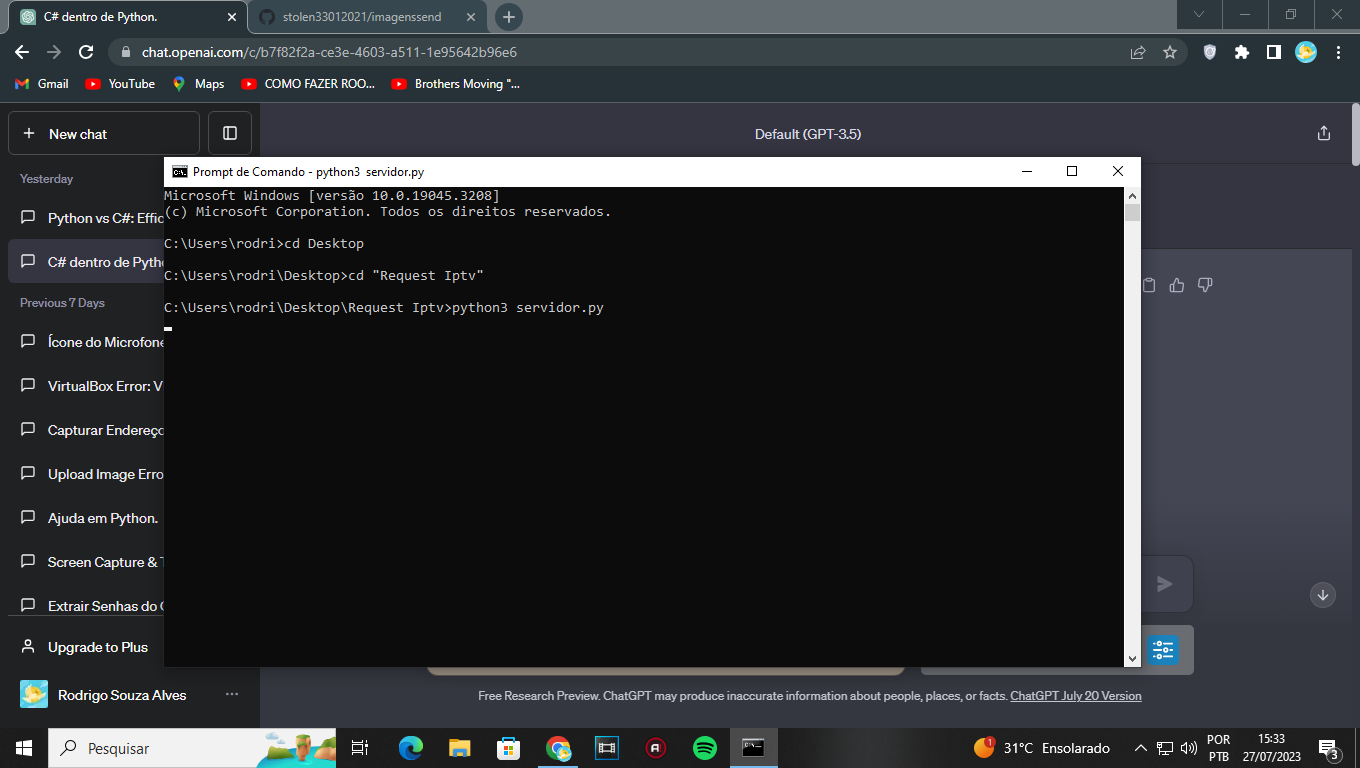 C# dentro de Python.
stolen33012021/imagenssend
chat.openai.com/c/b7f82f2a-ce3e-4603-a511-1e95642b96e6
Gmail
YouTube
Maps
COMO FAZER ROO...
Brothers Moving "...
New chat
Default (GPT-3.5)
Yesterday
Python vs C#: Effic
C# dentro de Pyth
Previous 7 Days
Ícone do Microfone
VirtualBox Error: V
Capturar Endereço
Upload Image Erro
Ajuda em Python.
Screen Capture &
Extrair Senhas do
Upgrade to Plus
Rodrigo Souza Alves
Prompt de Comando - python3 servidor.py
Microsoft Windows [versão 10.0.19045.3208]
(c) Microsoft Corporation. Todos os direitos reservados.
C:\Users\rodri>cd Desktop
C:\Users\rodri\Desktop>cd "Request Iptv"
C:\Users\rodri\Desktop\Request Iptv>python3 servidor.py
Free Research Preview. ChatGPT may produce inaccurate information about people, places, or facts. ChatGPT July 20 Version
Pesquisar
1
31°C Ensolarado
POR
PTB
15:33
27/07/2023
3